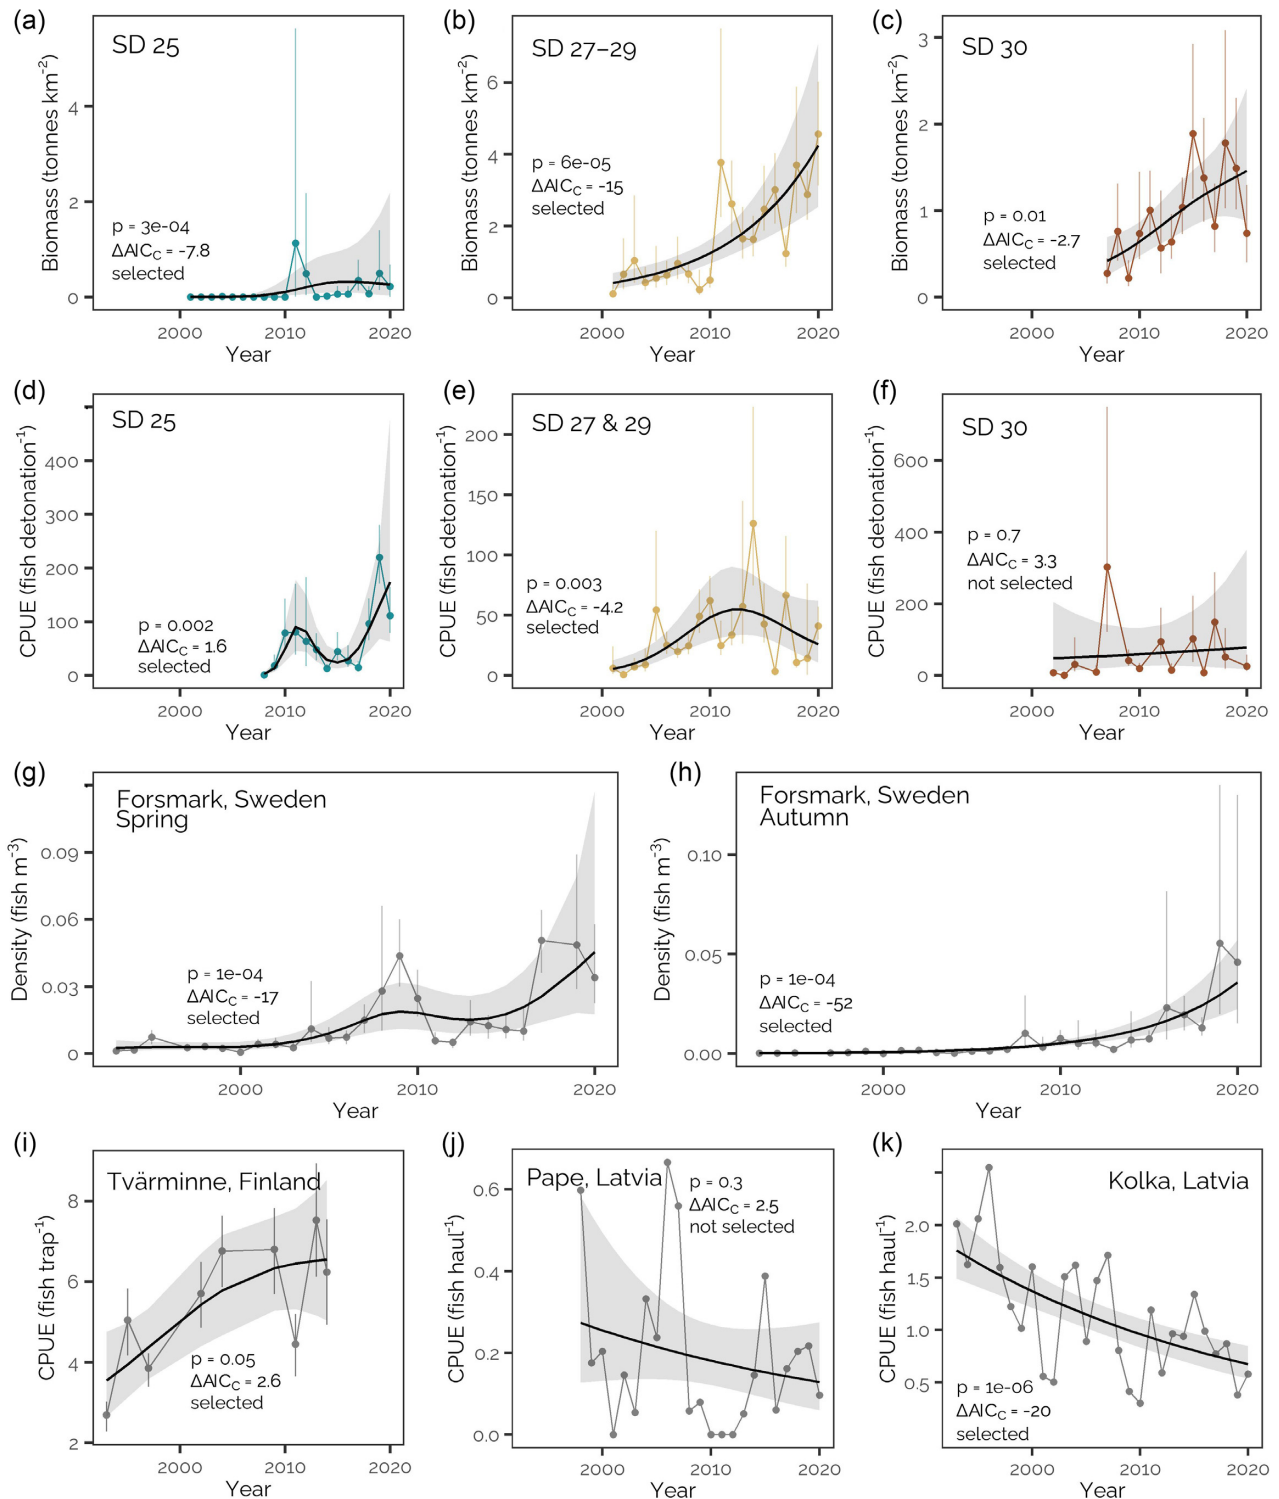 (a)
SD 25
Biomass (tonnes km⁻²)
4
2
0
p = 3e-04
ΔAIC_C = -7.8
selected
2000 2010 2020
Year
(b)
SD 27–29
Biomass (tonnes km⁻²)
6
4
2
0
p = 6e-05
ΔAIC_C = -15
selected
2000 2010 2020
Year
(c)
SD 30
Biomass (tonnes km⁻²)
3
2
1
0
p = 0.01
ΔAIC_C = -2.7
selected
2000 2010 2020
Year
(d)
SD 25
CPUE (fish detonation⁻¹)
400
300
200
100
0
p = 0.002
ΔAIC_C = 1.6
selected
2000 2010 2020
Year
(e)
SD 27 & 29
CPUE (fish detonation⁻¹)
200
150
100
50
0
p = 0.003
ΔAIC_C = -4.2
selected
2000 2010 2020
Year
(f)
SD 30
CPUE (fish detonation⁻¹)
600
400
200
0
p = 0.7
ΔAIC_C = 3.3
not selected
2000 2010 2020
Year
(g)
Forsmark, Sweden
Spring
Density (fish m⁻³)
0.09
0.06
0.03
0
p = 1e-04
ΔAIC_C = -17
selected
2000 2010 2020
Year
(h)
Forsmark, Sweden
Autumn
Density (fish m⁻³)
0.10
0.05
0.00
p = 1e-04
ΔAIC_C = -52
selected
2000 2010 2020
Year
(i)
Tvärminne, Finland
CPUE (fish trap⁻¹)
8
6
4
2
p = 0.05
ΔAIC_C = 2.6
selected
2000 2010 2020
Year
(j)
Pape, Latvia
CPUE (fish haul⁻¹)
0.6
0.4
0.2
0.0
p = 0.3
ΔAIC_C = 2.5
not selected
2000 2010 2020
Year
(k)
Kolka, Latvia
CPUE (fish haul⁻¹)
2.0
1.5
1.0
0.5
p = 1e-06
ΔAIC_C = -20
selected
2000 2010 2020
Year